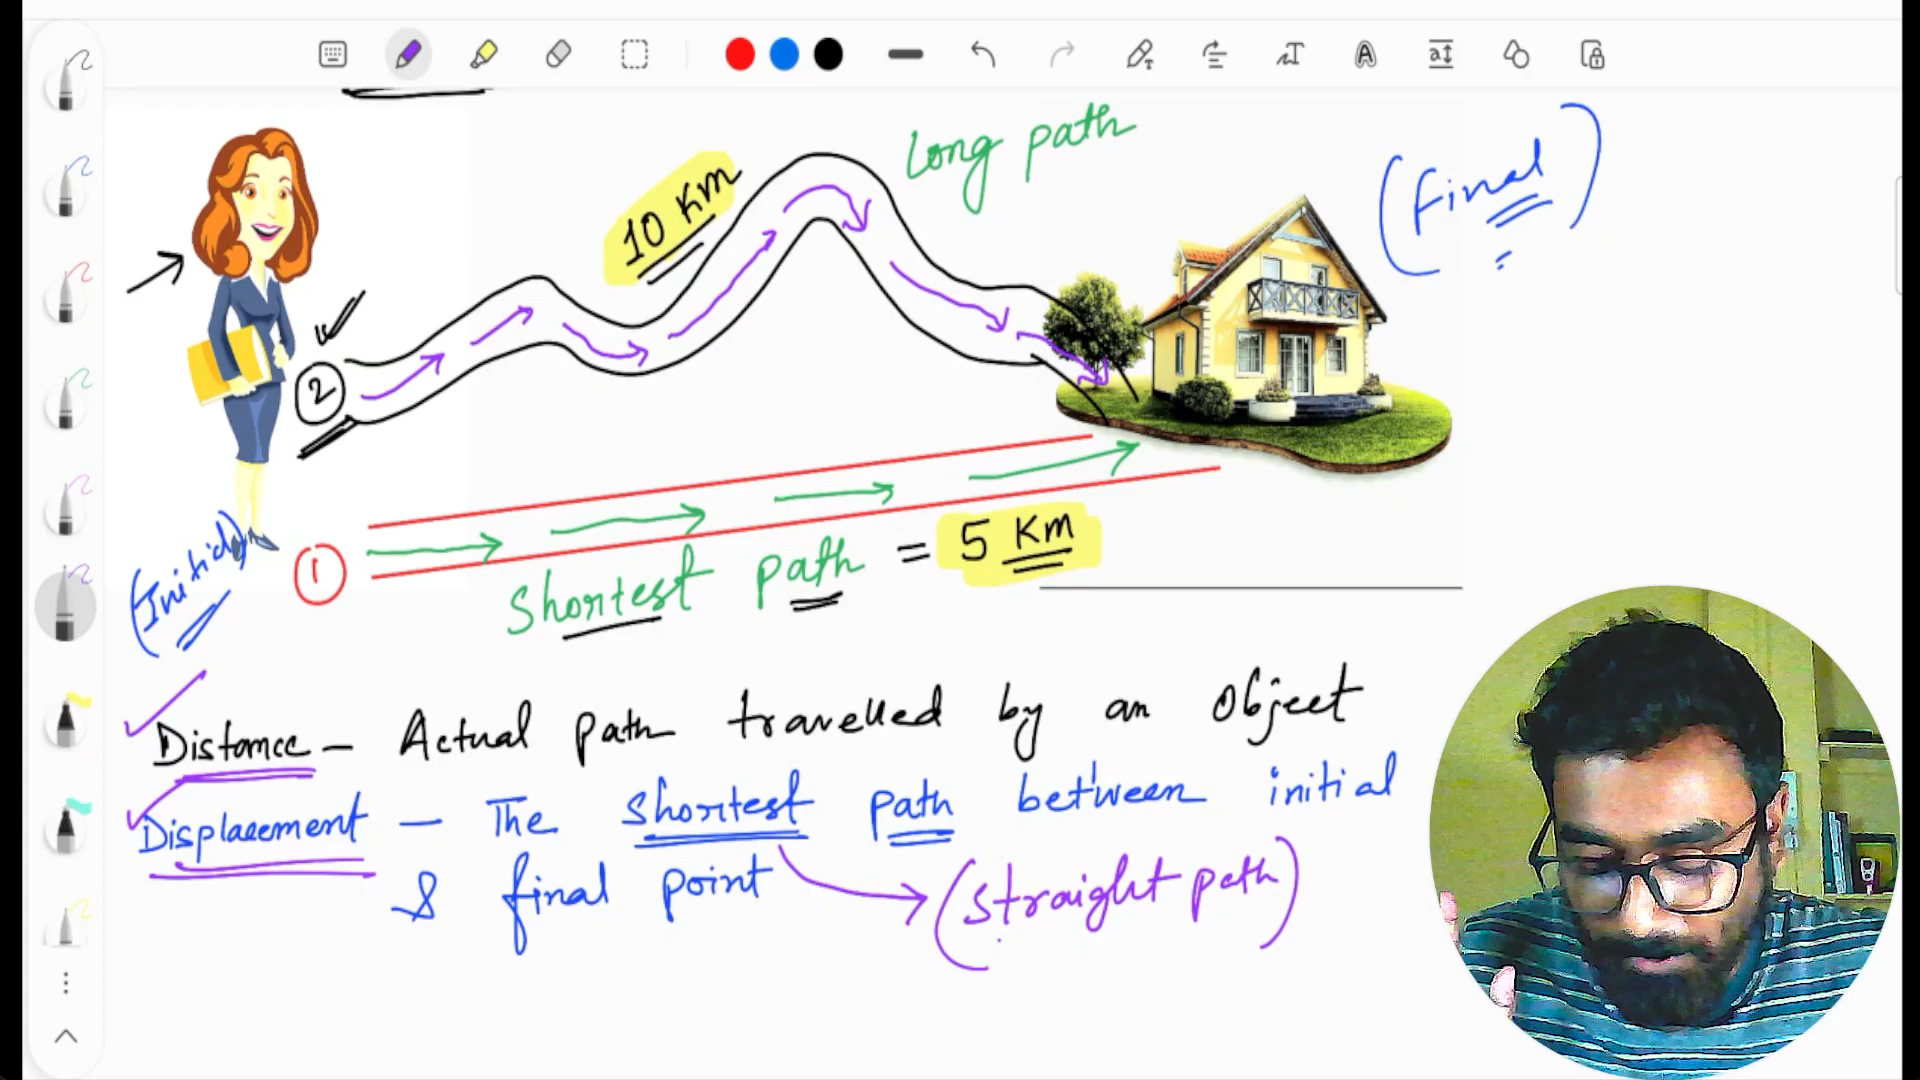 Long path
(Final)
10 Km
2
1
Shortest path = 5 Km
(Initial)
Distance - Actual path travelled by an Object
Displacement - The shortest path between initial
& final point (straight path)